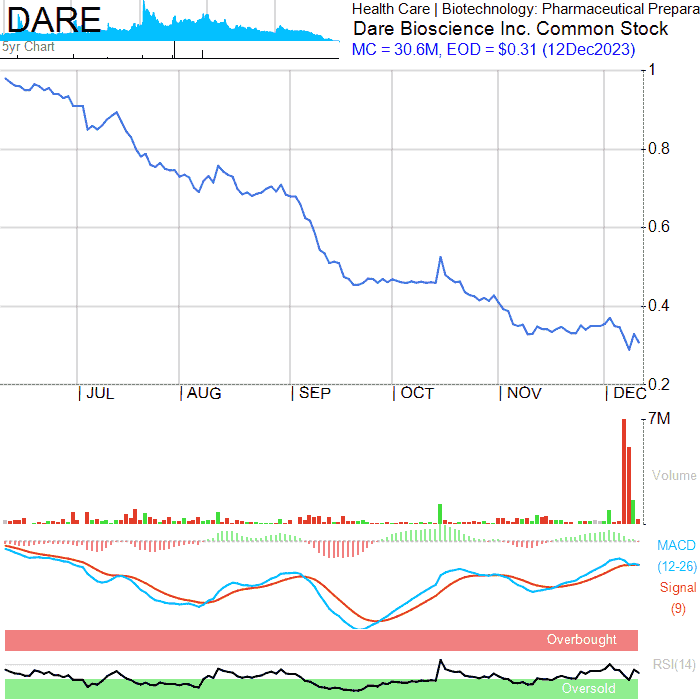 DARE
5yr Chart
Health Care | Biotechnology: Pharmaceutical Prepara
Dare Bioscience Inc. Common Stock
MC = 30.6M, EOD = $0.31 (12Dec2023)
1
0.8
0.6
0.4
0.2
| JUL | AUG | SEP | OCT | NOV | DEC
7M
Volume
MACD
(12-26)
Signal
(9)
Overbought
RSI(14)
Oversold